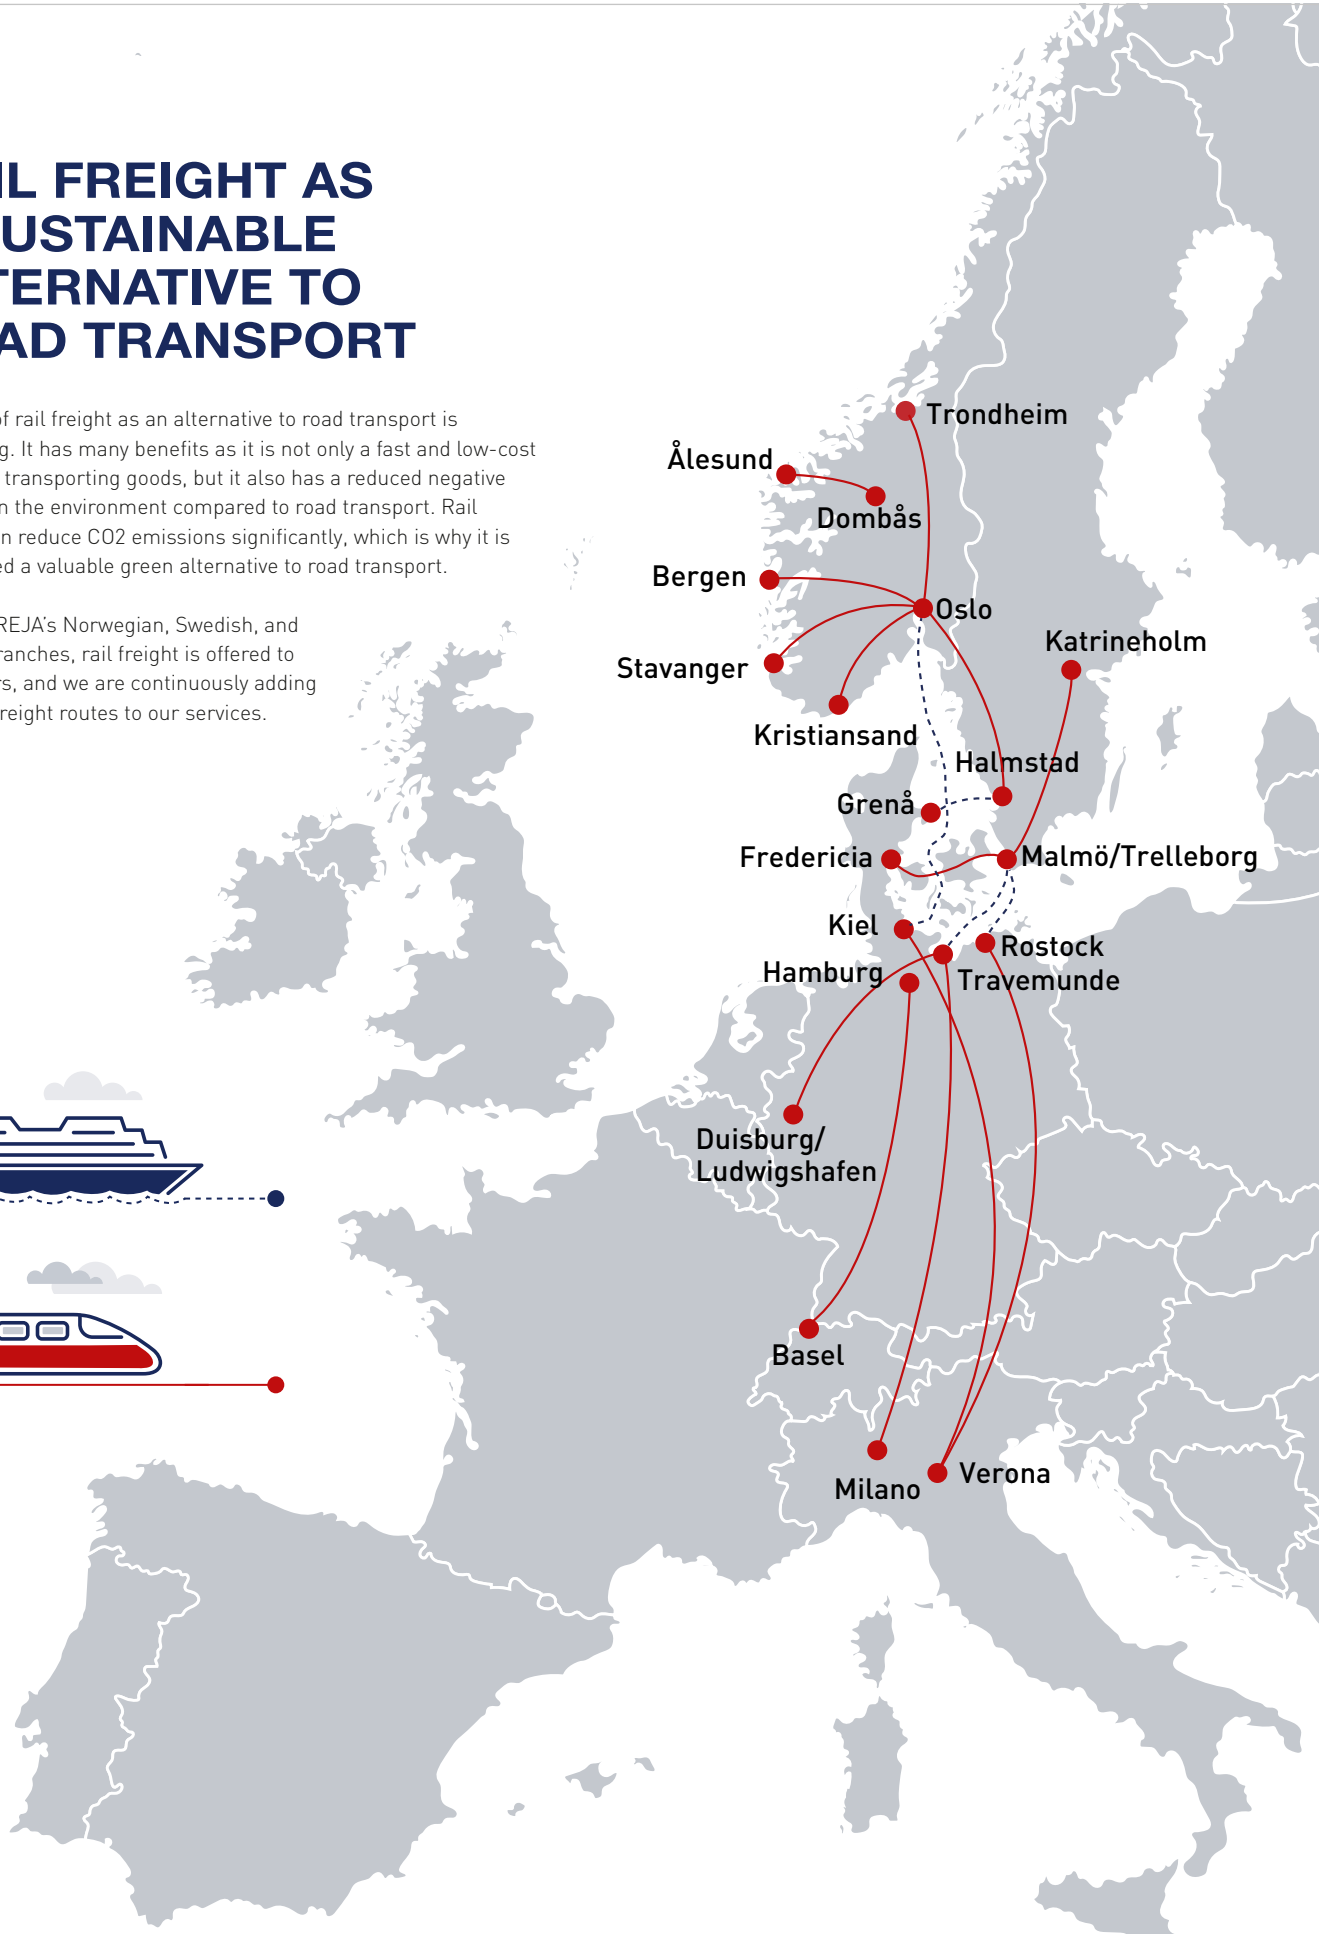 IL FREIGHT AS
USTAINABLE
TERNATIVE TO
AD TRANSPORT
of rail freight as an alternative to road transport is
g. It has many benefits as it is not only a fast and low-cost
transporting goods, but it also has a reduced negative
n the environment compared to road transport. Rail
n reduce CO2 emissions significantly, which is why it is
ed a valuable green alternative to road transport.
REJA's Norwegian, Swedish, and
ranches, rail freight is offered to
rs, and we are continuously adding
freight routes to our services.
Trondheim
Ålesund
Dombås
Bergen
Oslo
Katrineholm
Stavanger
Kristiansand
Halmstad
Grenå
Fredericia
Malmö/Trelleborg
Kiel
Rostock
Hamburg
Travemunde
Duisburg/
Ludwigshafen
Basel
Verona
Milano